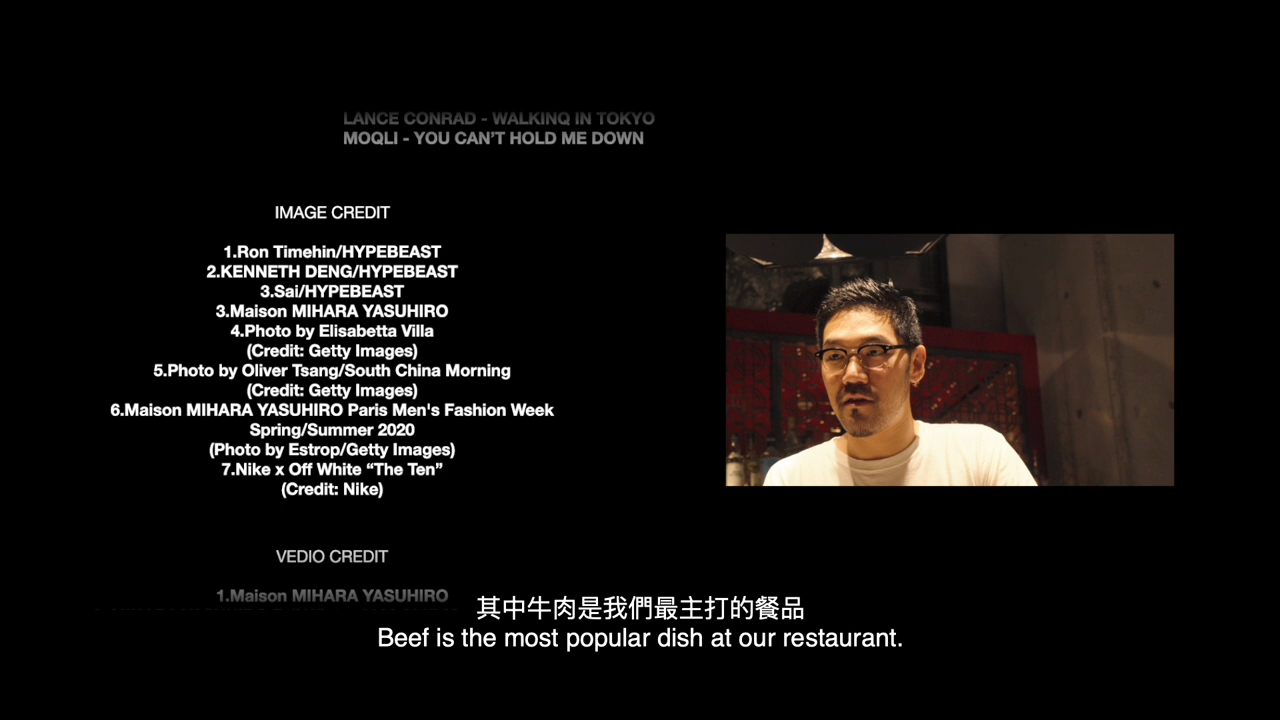 LANCE CONRAD - WALKINQ IN TOKYO
MOQLI - YOU CAN'T HOLD ME DOWN
IMAGE CREDIT
1.Ron Timehin/HYPEBEAST
2.KENNETH DENG/HYPEBEAST
3.Sai/HYPEBEAST
3.Maison MIHARA YASUHIRO
4.Photo by Elisabetta Villa
(Credit: Getty Images)
5.Photo by Oliver Tsang/South China Morning
(Credit: Getty Images)
6.Maison MIHARA YASUHIRO Paris Men's Fashion Week
Spring/Summer 2020
(Photo by Estrop/Getty Images)
7.Nike x Off White “The Ten”
(Credit: Nike)
VEDIO CREDIT
1.Maison MIHARA YASUHIRO
其中牛肉是我們最主打的餐品
Beef is the most popular dish at our restaurant.